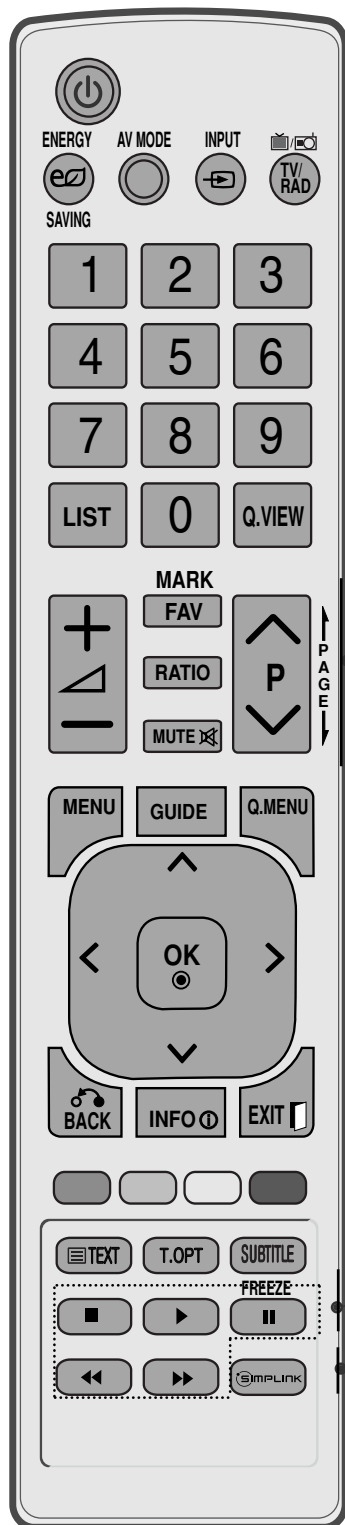 ENERGY AV MODE INPUT
TV/
RAD
SAVING
1 2 3
4 5 6
7 8 9
LIST 0 Q.VIEW
MARK
FAV
RATIO
P
PAGE
MUTE
MENU GUIDE Q.MENU
OK
BACK INFO EXIT
TEXT T.OPT SUBTITLE
FREEZE
SIMPLINK